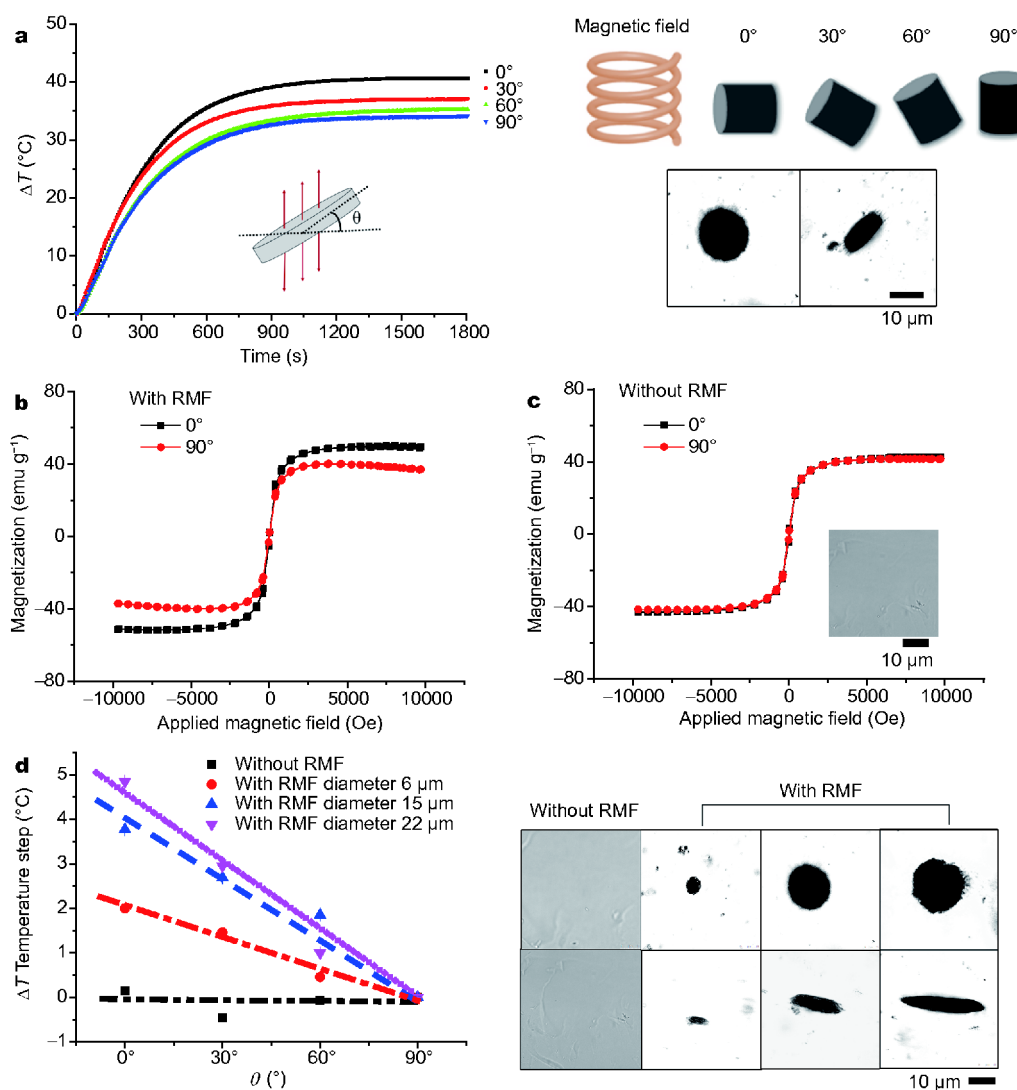 a
50
40
30
20
10
0
ΔT (°C)
0 300 600 900 1200 1500 1800
Time (s)
0°
30°
60°
90°
θ
Magnetic field
0° 30° 60° 90°
10 µm
b
With RMF
0°
90°
80
40
0
−40
−80
Magnetization (emu g⁻¹)
−10000 −5000 0 5000 10000
Applied magnetic field (Oe)
c
Without RMF
0°
90°
80
40
0
−40
−80
Magnetization (emu g⁻¹)
−10000 −5000 0 5000 10000
Applied magnetic field (Oe)
10 µm
d
5
4
3
2
1
0
−1
ΔT Temperature step (°C)
0° 30° 60° 90°
θ (°)
Without RMF
With RMF diameter 6 µm
With RMF diameter 15 µm
With RMF diameter 22 µm
Without RMF
With RMF
10 µm